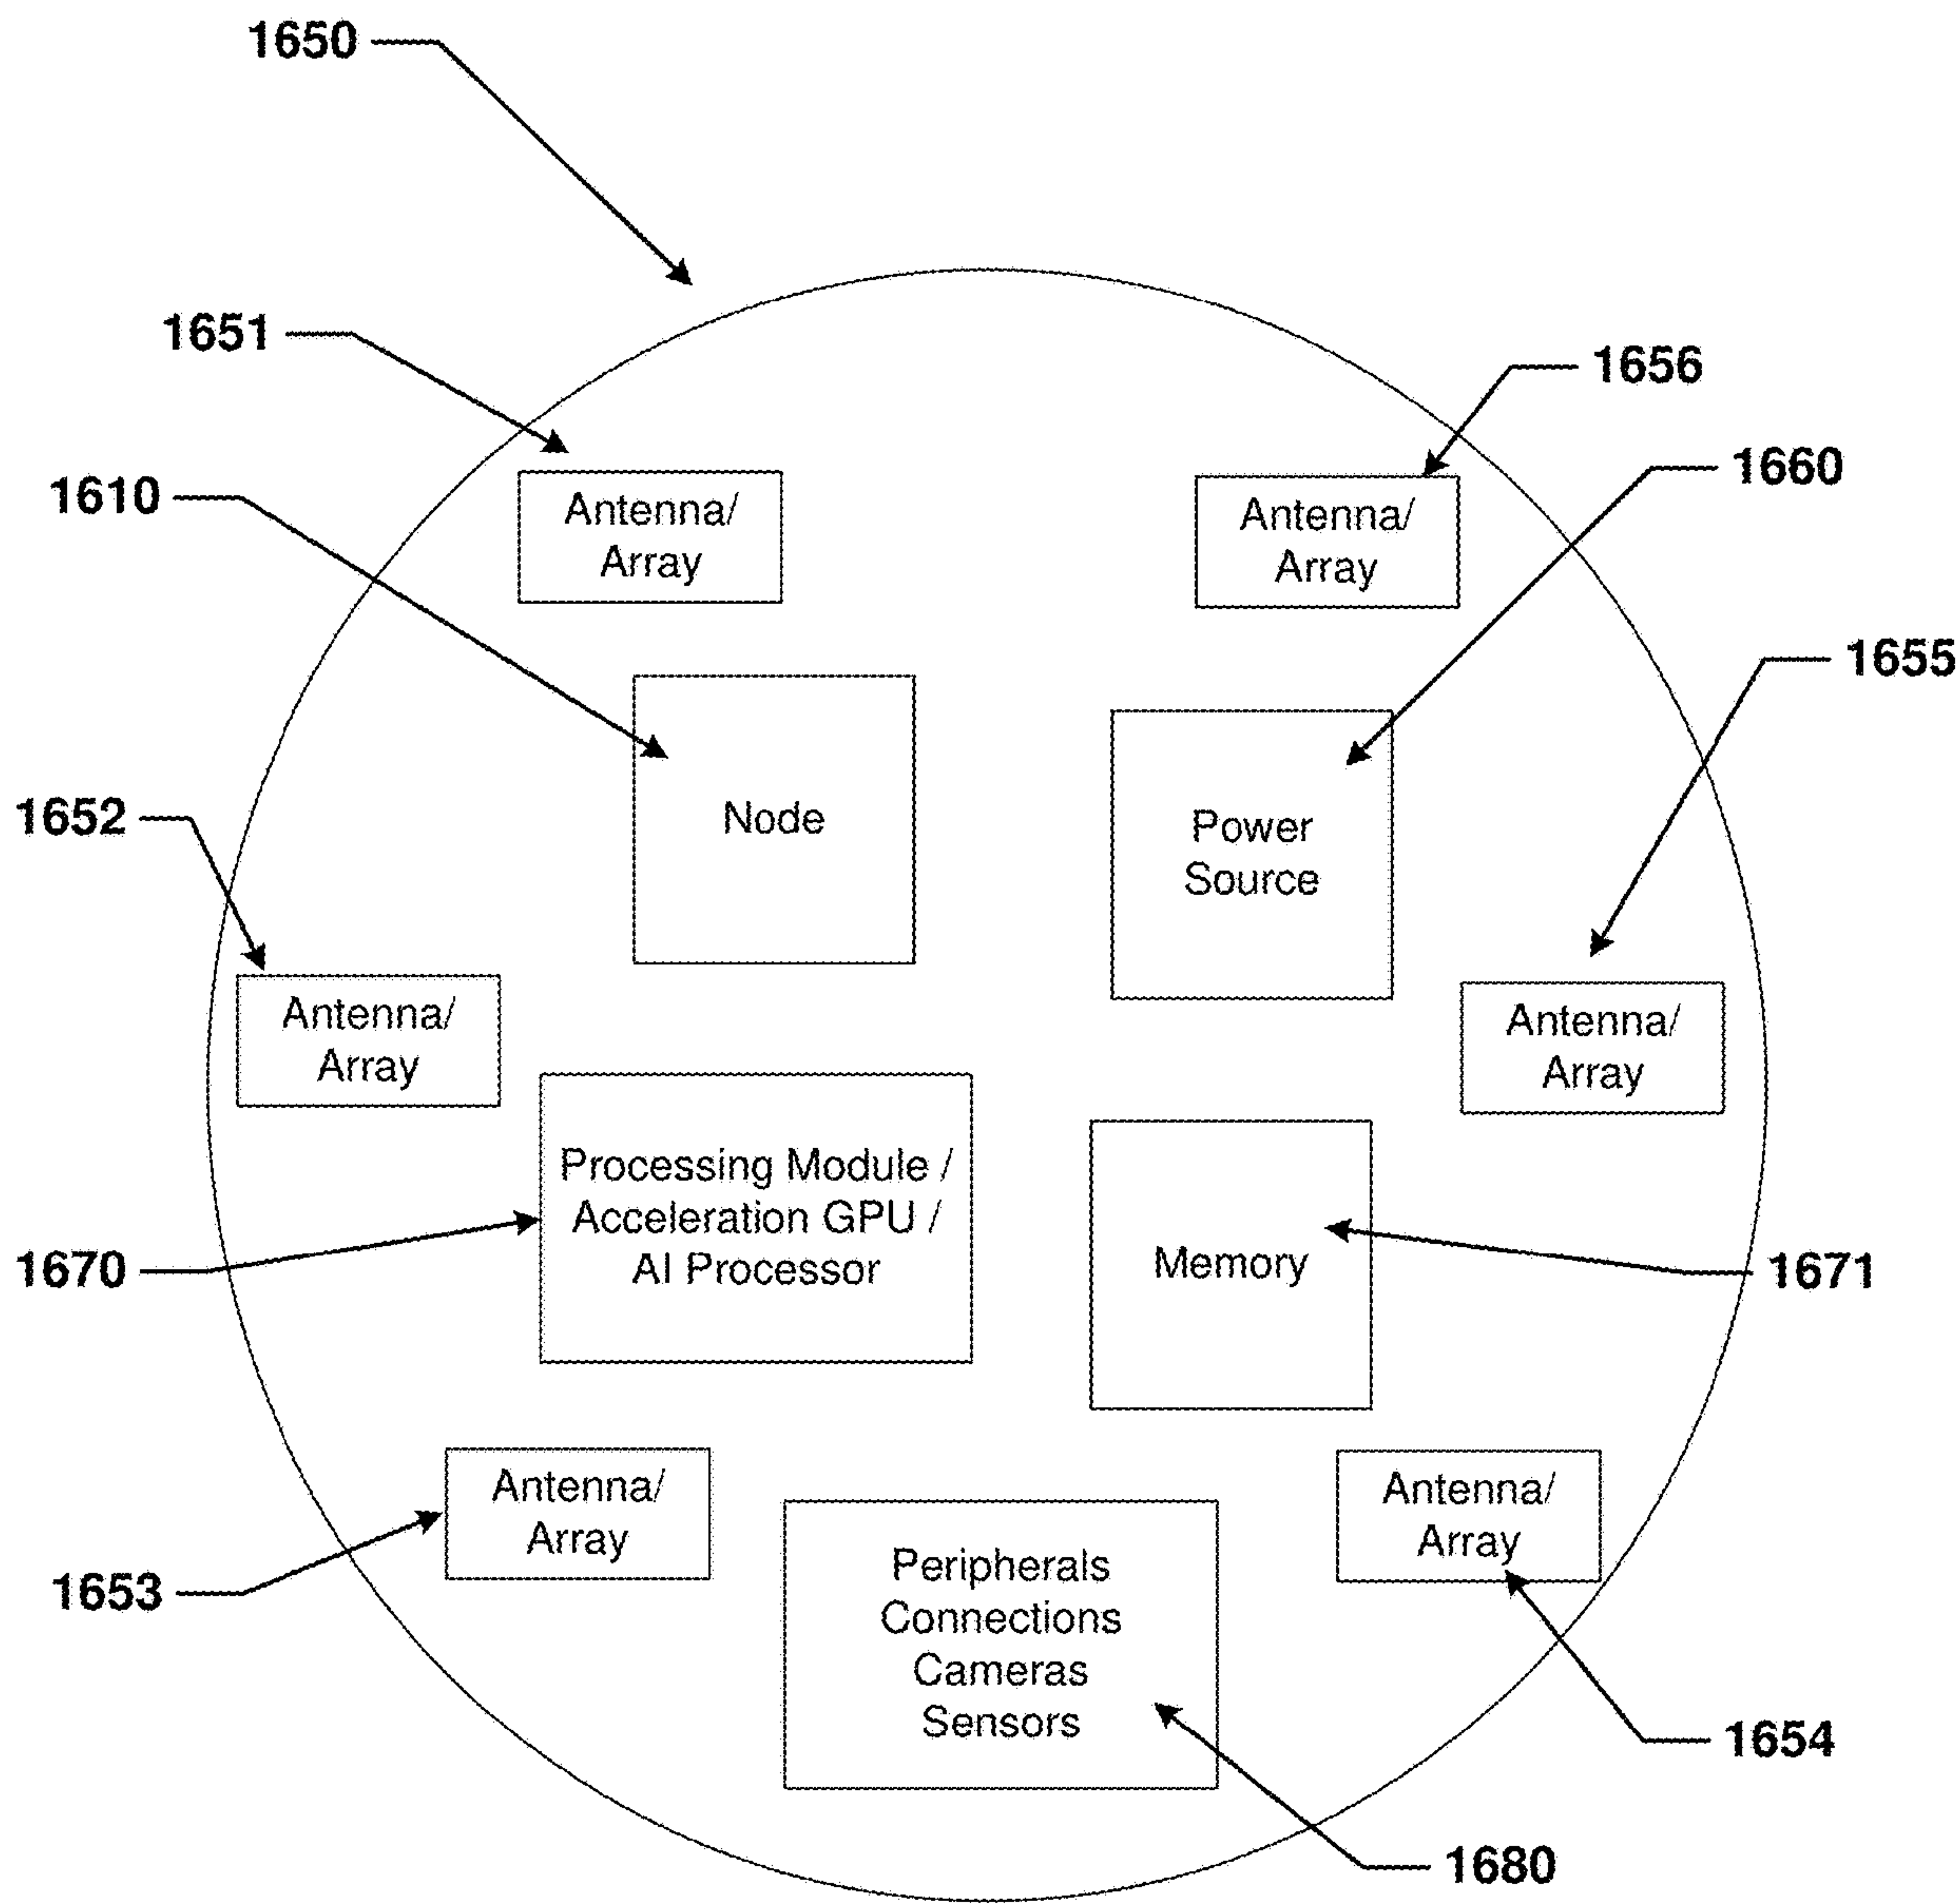 1650
1651
1656
1610
Antenna/
Array
Antenna/
Array
1660
1655
1652
Node
Power
Source
Antenna/
Array
Antenna/
Array
Processing Module /
Acceleration GPU /
AI Processor
1670
Memory
1671
Antenna/
Array
Antenna/
Array
1653
Peripherals
Connections
Cameras
Sensors
1654
1680